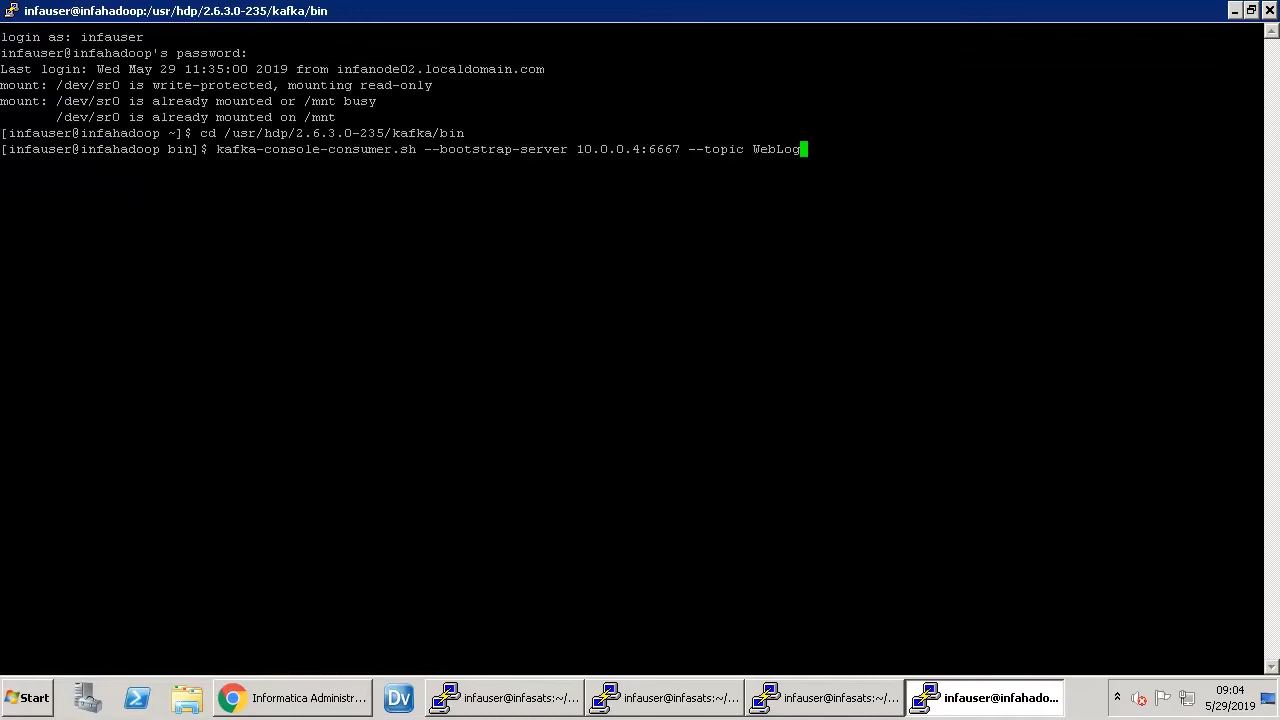 infauser@infahadoop:/usr/hdp/2.6.3.0-235/kafka/bin
login as: infauser
infauser@infahadoop's password:
Last login: Wed May 29 11:35:00 2019 from infanode02.localdomain.com
mount: /dev/sr0 is write-protected, mounting read-only
mount: /dev/sr0 is already mounted or /mnt busy
       /dev/sr0 is already mounted on /mnt
[infauser@infahadoop ~]$ cd /usr/hdp/2.6.3.0-235/kafka/bin
[infauser@infahadoop bin]$ kafka-console-consumer.sh --bootstrap-server 10.0.0.4:6667 --topic WebLog
Start
Informatica Administr...
Dv
infauser@infasats:~/...
infauser@infasats:~/...
infauser@infasats:~/...
infauser@infahado...
09:04
5/29/2019